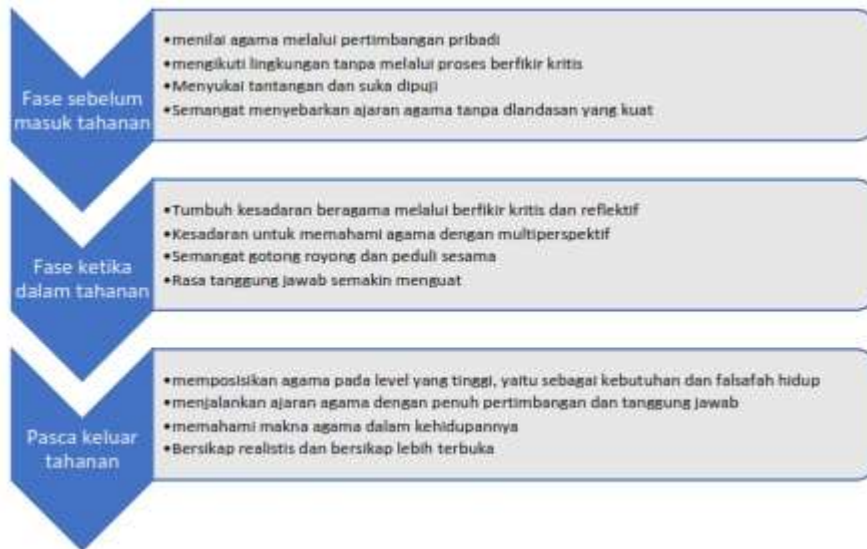 Fase sebelum
masuk tahanan
•menilai agama melalui pertimbangan pribadi
•mengikuti lingkungan tanpa melalui proses berfikir kritis
•Menyukai tantangan dan suka dipuji
•Semangat menyebarkan ajaran agama tanpa dlandasan yang kuat
Fase ketika
dalam tahanan
•Tumbuh kesadaran beragama melalui berfikir kritis dan reflektif
•Kesadaran untuk memahami agama dengan multiperspektif
•Semangat gotong royong dan peduli sesama
•Rasa tanggung jawab semakin menguat
Pasca keluar
tahanan
•memposisikan agama pada level yang tinggi, yaitu sebagai kebutuhan dan falsafah hidup
•menjalankan ajaran agama dengan penuh pertimbangan dan tanggung jawab
•memahami makna agama dalam kehidupannya
•Bersikap realistis dan bersikap lebih terbuka